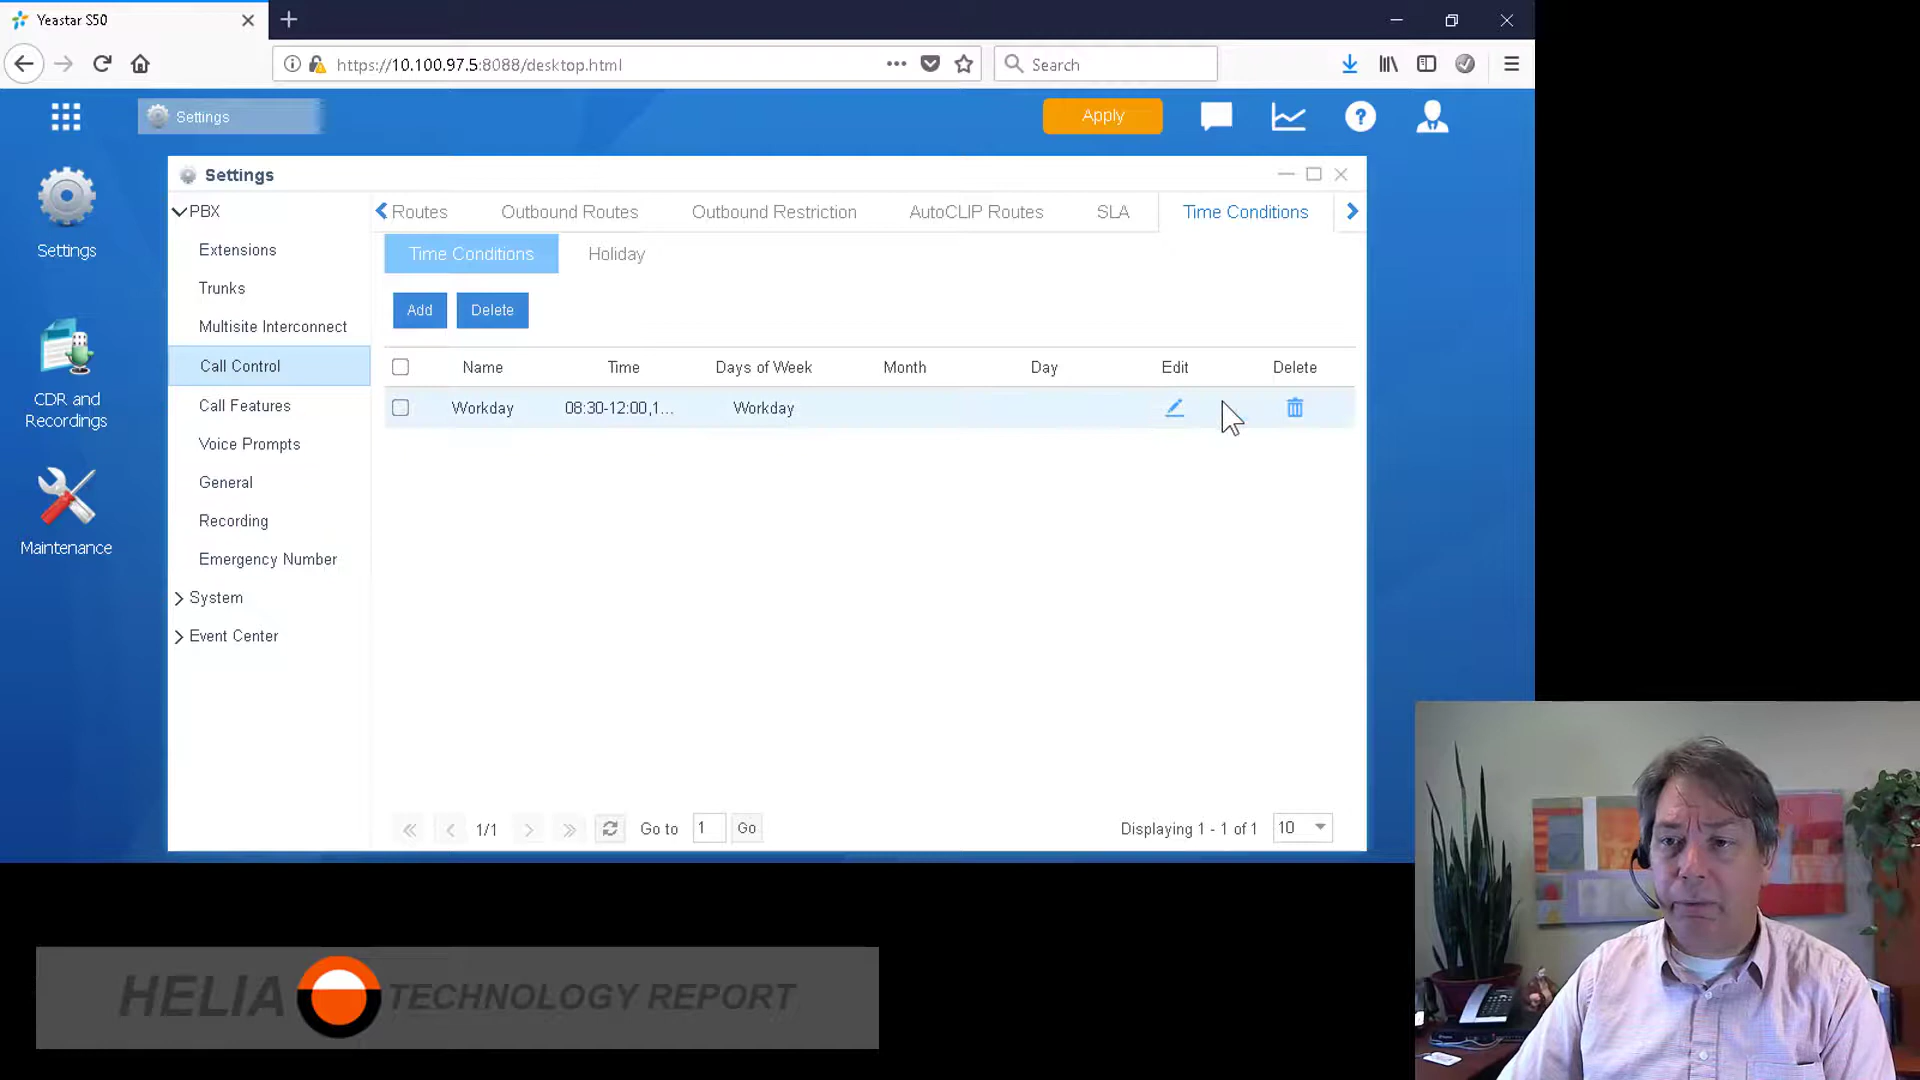 Yeastar S50
https://10.100.97.5:8088/desktop.html
Search
Settings
Apply
Settings
CDR and
Recordings
Maintenance
Settings
PBX
Extensions
Trunks
Multisite Interconnect
Call Control
Call Features
Voice Prompts
General
Recording
Emergency Number
System
Event Center
Routes Outbound Routes Outbound Restriction AutoCLIP Routes SLA Time Conditions
Time Conditions Holiday
Add Delete
Name Time Days of Week Month Day Edit Delete
Workday 08:30-12:00,1... Workday
1/1 Go to 1 Go Displaying 1 - 1 of 1 10
HELIA TECHNOLOGY REPORT